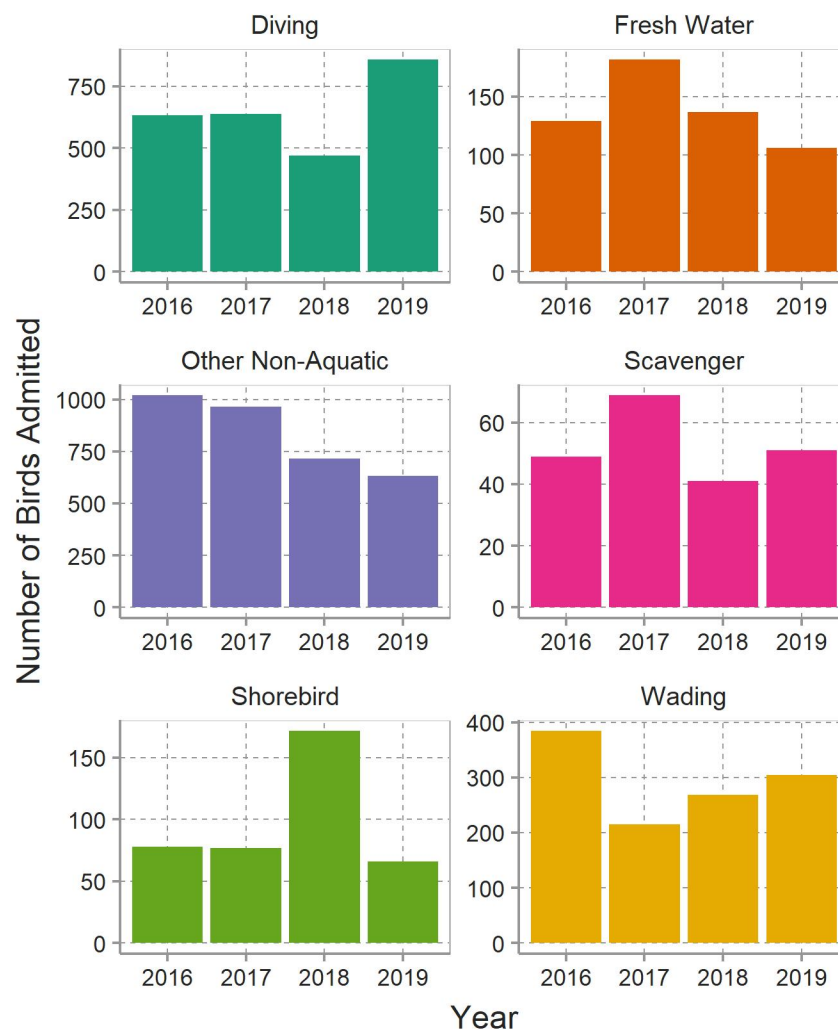 Number of Birds Admitted
Diving
750
500
250
0
2016 2017 2018 2019
Fresh Water
150
100
50
0
2016 2017 2018 2019
Other Non-Aquatic
1000
750
500
250
0
2016 2017 2018 2019
Scavenger
60
40
20
0
2016 2017 2018 2019
Shorebird
150
100
50
0
2016 2017 2018 2019
Wading
400
300
200
100
0
2016 2017 2018 2019
Year